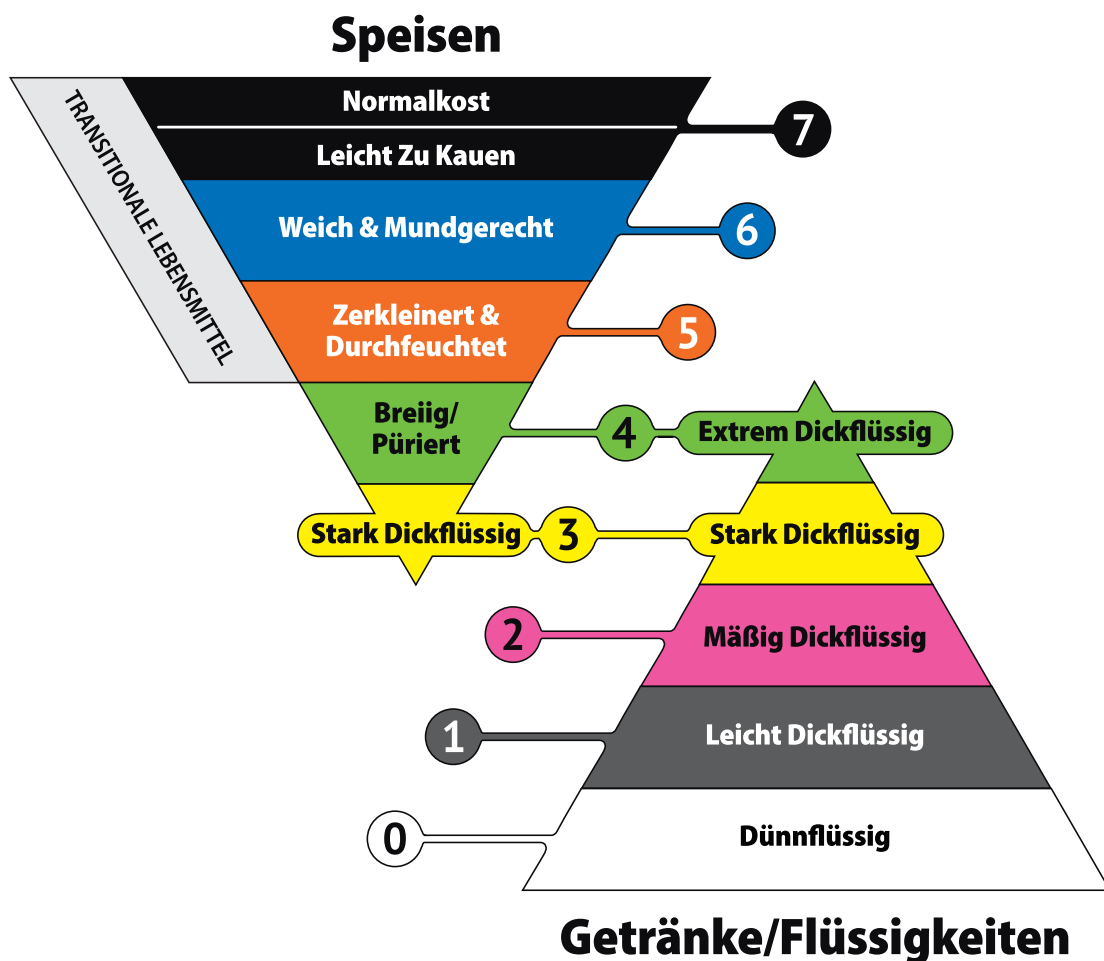 Speisen
TRANSITIONALE LEBENSMITTEL
Normalkost
7
Leicht Zu Kauen
Weich & Mundgerecht
6
Zerkleinert &
Durchfeuchtet
5
Breiig/
Püriert
4
Extrem Dickflüssig
Stark Dickflüssig
3
Stark Dickflüssig
2
Mäßig Dickflüssig
1
Leicht Dickflüssig
0
Dünnflüssig
Getränke/Flüssigkeiten